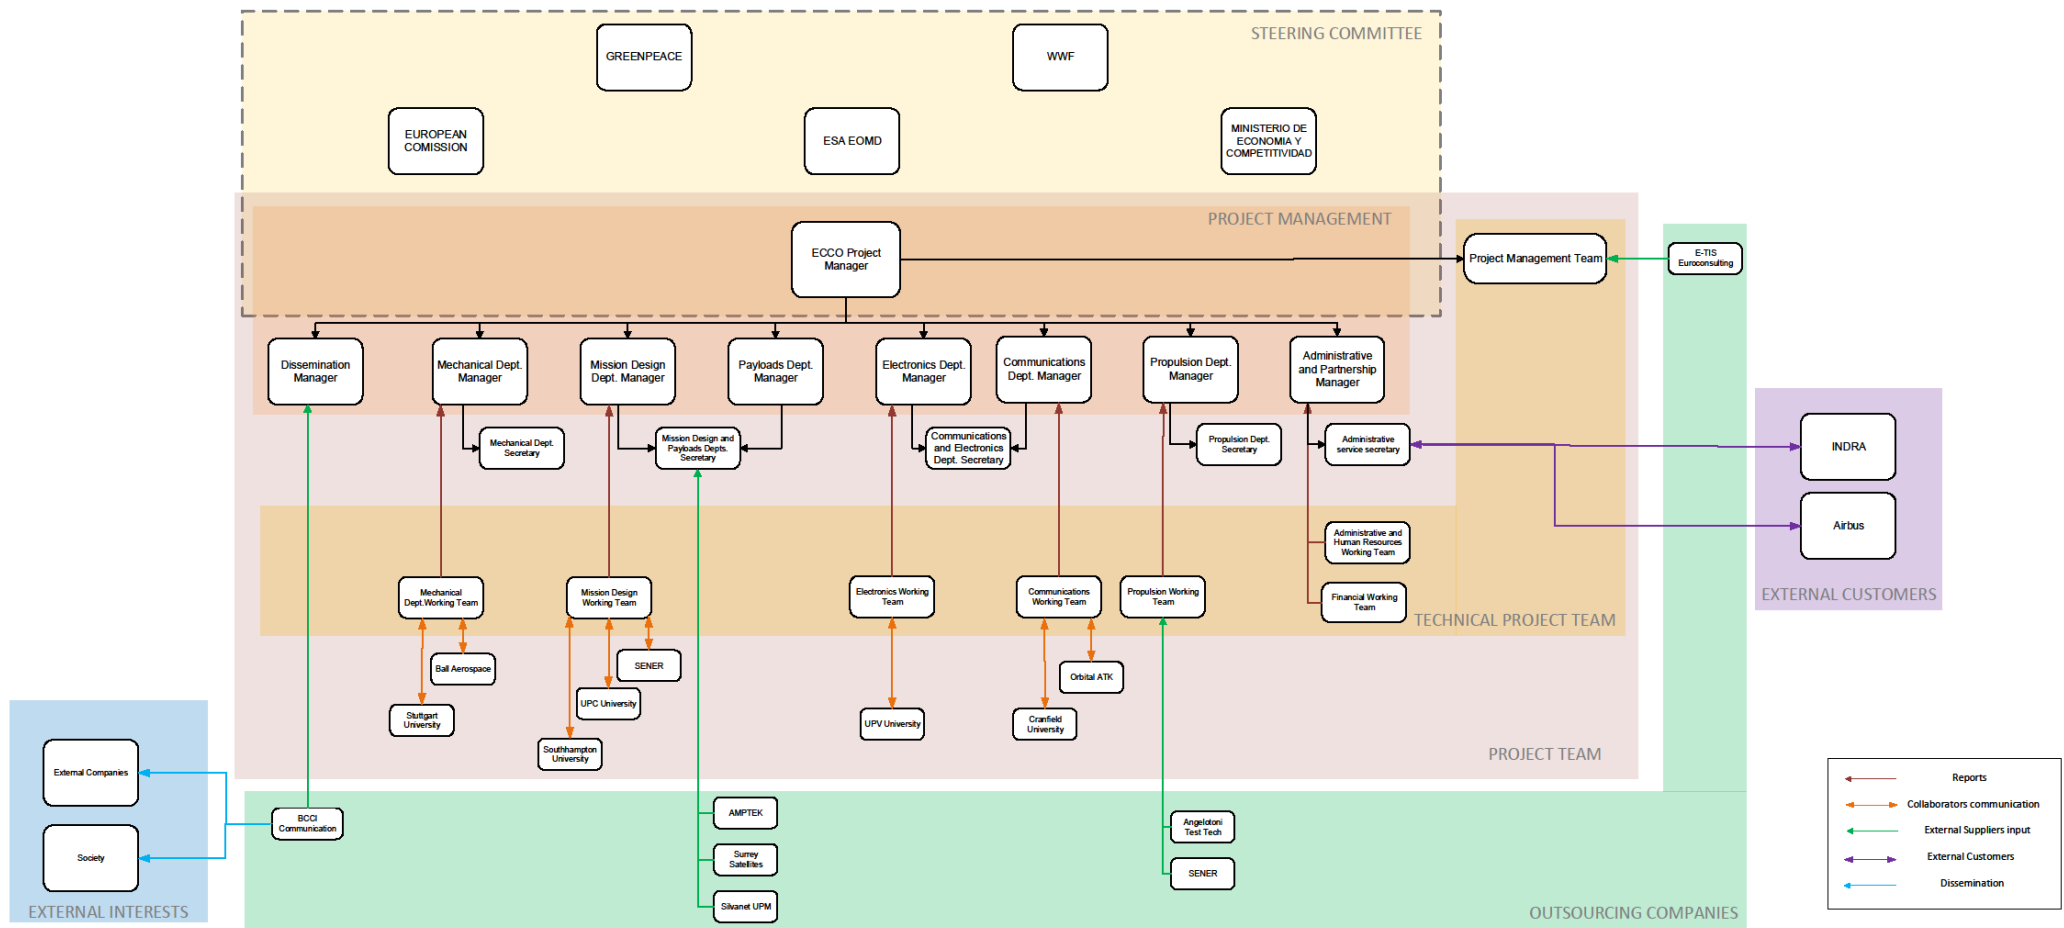 STEERING COMMITTEE
GREENPEACE
WWF
EUROPEAN
COMISSION
ESA EOMD
MINISTERIO DE
ECONOMIA Y
COMPETITIVIDAD
PROJECT MANAGEMENT
ECCO Project
Manager
Project Management Team
E-TIS
Euroconsulting
Dissemination
Manager
Mechanical Dept.
Manager
Mission Design
Dept. Manager
Payloads Dept.
Manager
Electronics Dept.
Manager
Communications
Dept. Manager
Propulsion Dept.
Manager
Administrative
and Partnership
Manager
Mechanical Dept.
Secretary
Mission Design and
Payloads Depts.
Secretary
Communications
and Electronics
Dept. Secretary
Propulsion Dept.
Secretary
Administrative
service secretary
INDRA
Airbus
EXTERNAL CUSTOMERS
Administrative and
Human Resources
Working Team
Mechanical
Dept.Working Team
Mission Design
Working Team
Electronics Working
Team
Communications
Working Team
Propulsion Working
Team
Financial Working
Team
TECHNICAL PROJECT TEAM
Ball Aerospace
SENER
Orbital ATK
Stuttgart
University
UPC University
UPV University
Cranfield
University
Southhampton
University
PROJECT TEAM
External Companies
Society
EXTERNAL INTERESTS
BCCI
Communication
AMPTEK
Surrey
Satellites
Silvanet UPM
Angelotoni
Test Tech
SENER
OUTSOURCING COMPANIES
Reports
Collaborators communication
External Suppliers input
External Customers
Dissemination